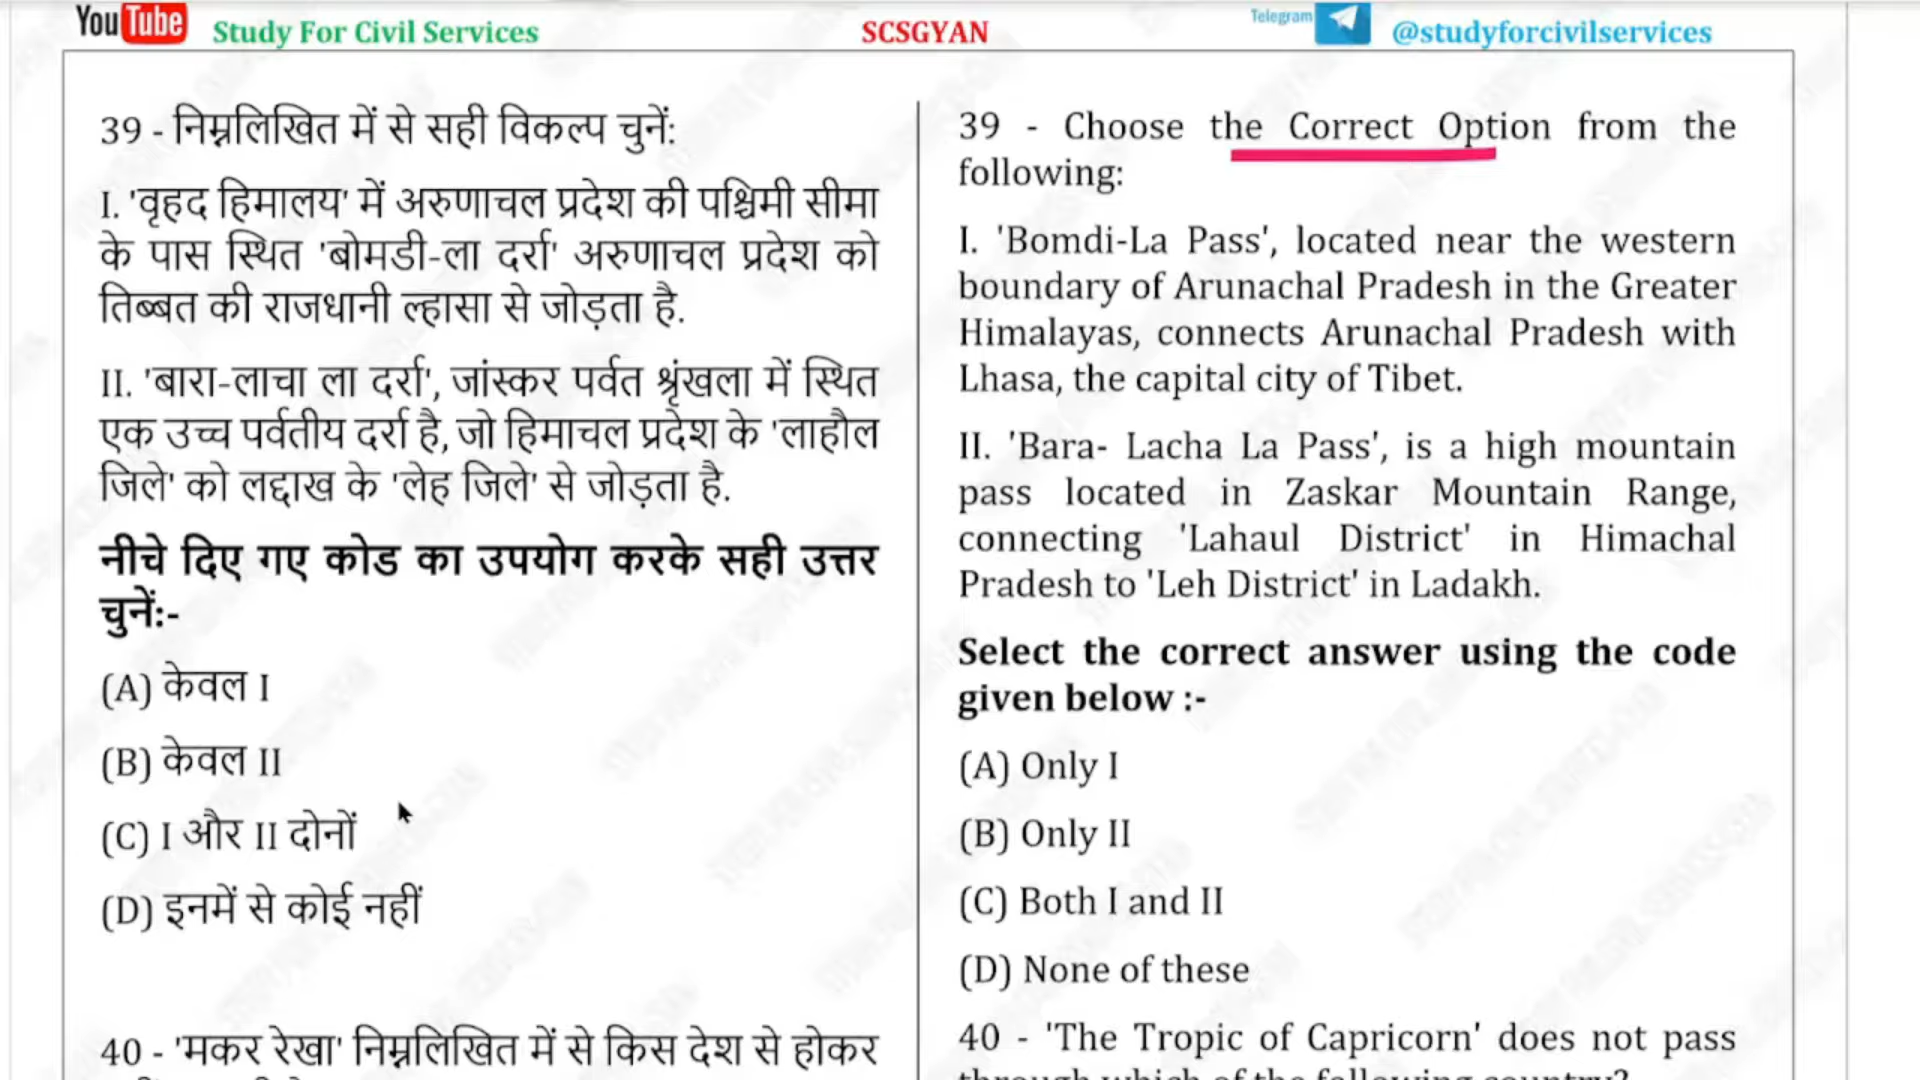 YouTube Study For Civil Services SCSGYAN Telegram @studyforcivilservices
39 - निम्नलिखित में से सही विकल्प चुनें:
I. 'वृहद हिमालय' में अरुणाचल प्रदेश की पश्चिमी सीमा
के पास स्थित 'बोमडी-ला दर्रा' अरुणाचल प्रदेश को
तिब्बत की राजधानी ल्हासा से जोड़ता है.
II. 'बारा-लाचा ला दर्रा', जांस्कर पर्वत श्रृंखला में स्थित
एक उच्च पर्वतीय दर्रा है, जो हिमाचल प्रदेश के 'लाहौल
जिले' को लद्दाख के 'लेह जिले' से जोड़ता है.
नीचे दिए गए कोड का उपयोग करके सही उत्तर
चुनें:-
(A) केवल I
(B) केवल II
(C) I और II दोनों
(D) इनमें से कोई नहीं
40 - 'मकर रेखा' निम्नलिखित में से किस देश से होकर
39 - Choose the Correct Option from the
following:
I. 'Bomdi-La Pass', located near the western
boundary of Arunachal Pradesh in the Greater
Himalayas, connects Arunachal Pradesh with
Lhasa, the capital city of Tibet.
II. 'Bara- Lacha La Pass', is a high mountain
pass located in Zaskar Mountain Range,
connecting 'Lahaul District' in Himachal
Pradesh to 'Leh District' in Ladakh.
Select the correct answer using the code
given below :-
(A) Only I
(B) Only II
(C) Both I and II
(D) None of these
40 - 'The Tropic of Capricorn' does not pass
through which of the following country?